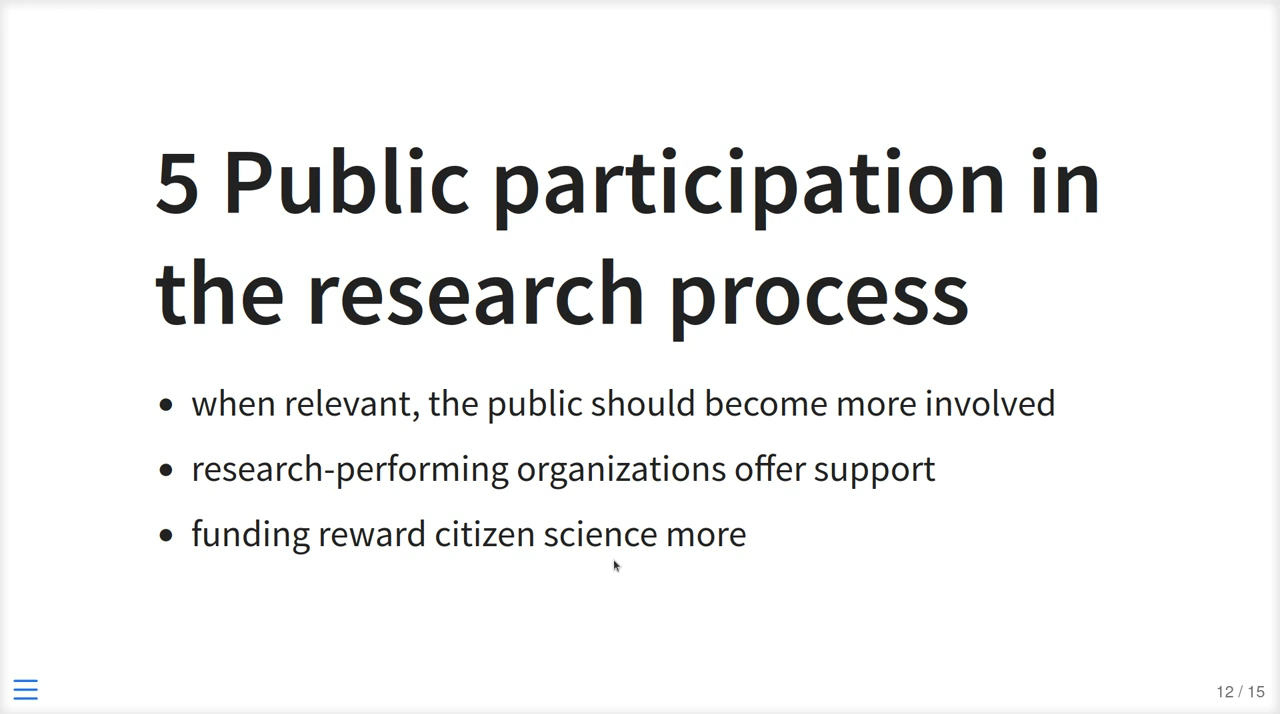 5 Public participation in
the research process
• when relevant, the public should become more involved
• research-performing organizations offer support
• funding reward citizen science more
12 / 15